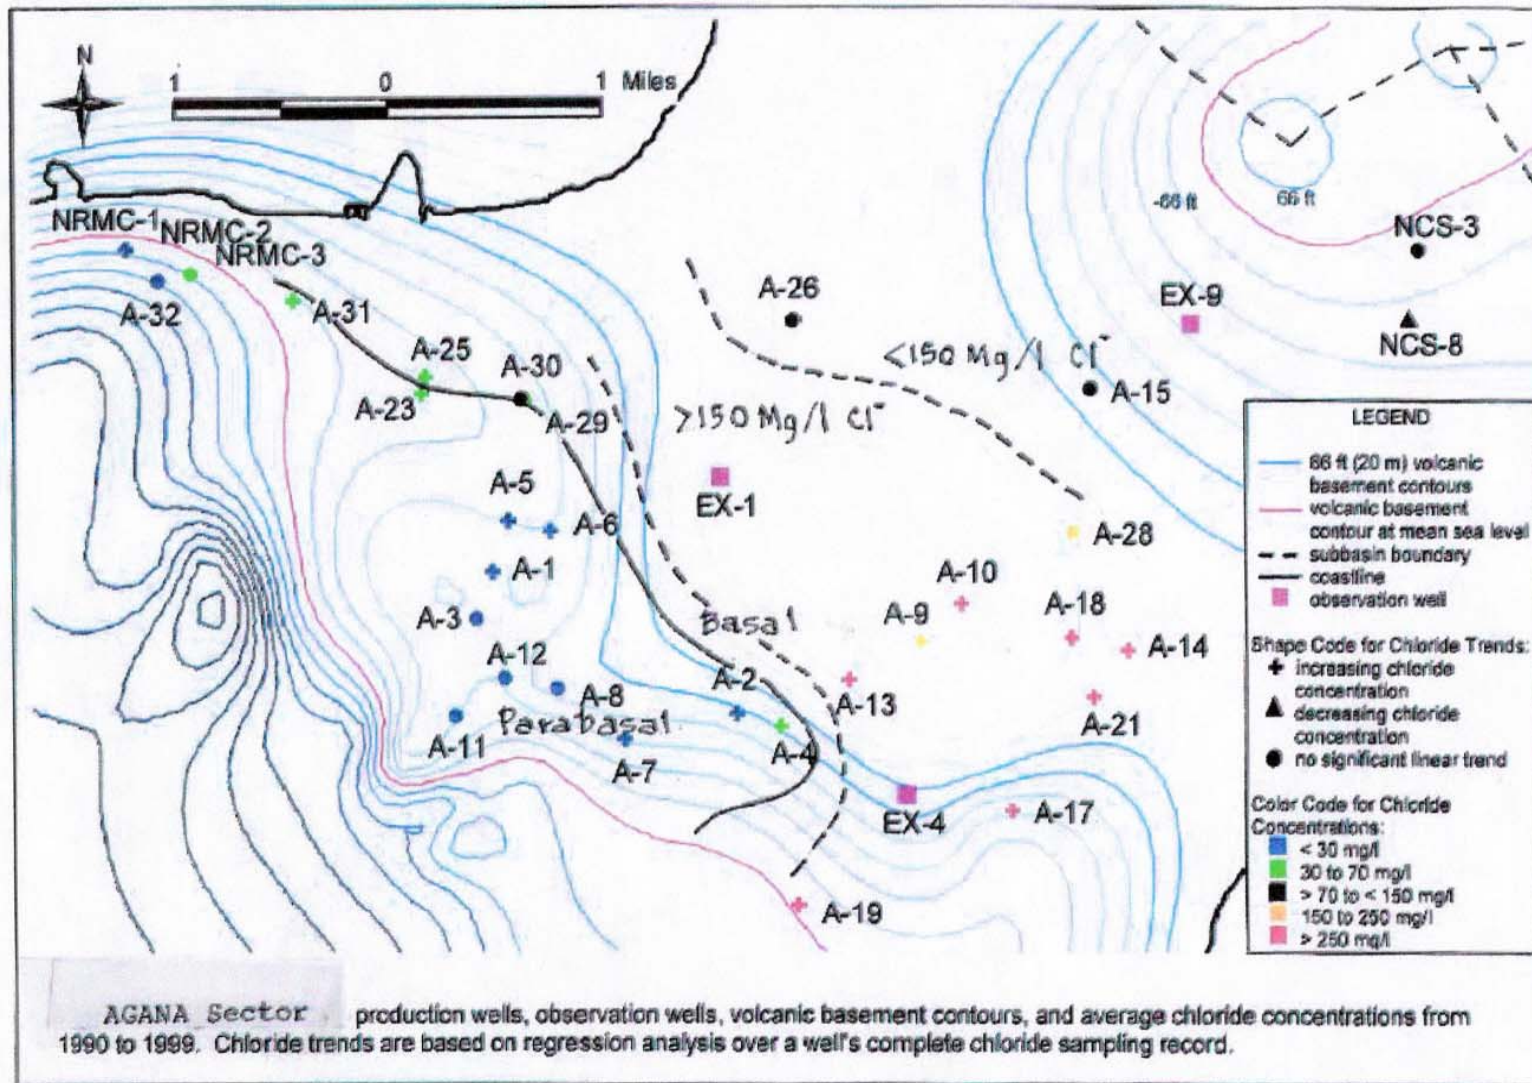 N
1 0 1 Miles
NRMC-1
NRMC-2
NRMC-3
A-32
A-31
A-25
A-23
A-30
A-29
A-26
<150 Mg/l Cl⁻
>150 Mg/l Cl⁻
-66 ft
66 ft
NCS-3
EX-9
NCS-8
A-15
A-5
A-6
EX-1
A-1
A-28
A-3
A-10
A-9
A-18
A-14
Basal
A-12
A-8
A-2
A-13
A-21
Parabasal
A-11
A-7
A-4
EX-4
A-17
A-19
LEGEND
66 ft (20 m) volcanic
basement contours
volcanic basement
contour at mean sea level
subbasin boundary
coastline
observation well
Shape Code for Chloride Trends:
increasing chloride
concentration
decreasing chloride
concentration
no significant linear trend
Color Code for Chloride
Concentrations:
< 30 mg/l
30 to 70 mg/l
> 70 to < 150 mg/l
150 to 250 mg/l
> 250 mg/l
AGANA Sector production wells, observation wells, volcanic basement contours, and average chloride concentrations from
1990 to 1999. Chloride trends are based on regression analysis over a well's complete chloride sampling record.